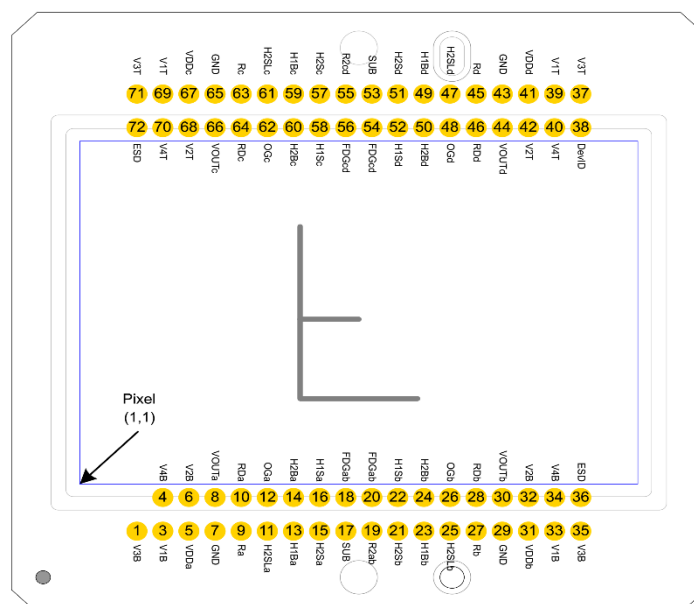 V3T V1T VDDc GND Rc H2SLc H1Bc H2Sc R2cd SUB H2Sd H1Bd H2SLd Rd GND VDDd V1T V3T
71 69 67 65 63 61 59 57 55 53 51 49 47 45 43 41 39 37
72 70 68 66 64 62 60 58 56 54 52 50 48 46 44 42 40 38
ESD V4T V2T VOUTc RDc OGc H2Bc H1Sc FDGcd FDGcd H1Sd H2Bd OGd RDd VOUTd V2T V4T DevID
Pixel
(1,1)
V4B V2B VOUTa RDa OGa H2Ba H1Sa FDGab FDGab H1Sb H2Bb OGb RDb VOUTb V2B V4B ESD
4 6 8 10 12 14 16 18 20 22 24 26 28 30 32 34 36
1 3 5 7 9 11 13 15 17 19 21 23 25 27 29 31 33 35
V3B V1B VDDa GND Ra H2SLa H1Ba H2Sa SUB R2ab H2Sb H1Bb H2SLb Rb GND VDDb V1B V3B